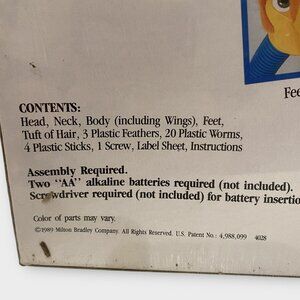 Fee
CONTENTS:
Head, Neck, Body (including Wings), Feet,
Tuft of Hair, 3 Plastic Feathers, 20 Plastic Worms,
4 Plastic Sticks, 1 Screw, Label Sheet, Instructions
Assembly Required.
Two "AA" alkaline batteries required (not included).
Screwdriver required (not included) for battery insertio
Color of parts may vary.
©1989 Milton Bradley Company. All Rights Reserved. U.S. Patent No.: 4,988,099 4028